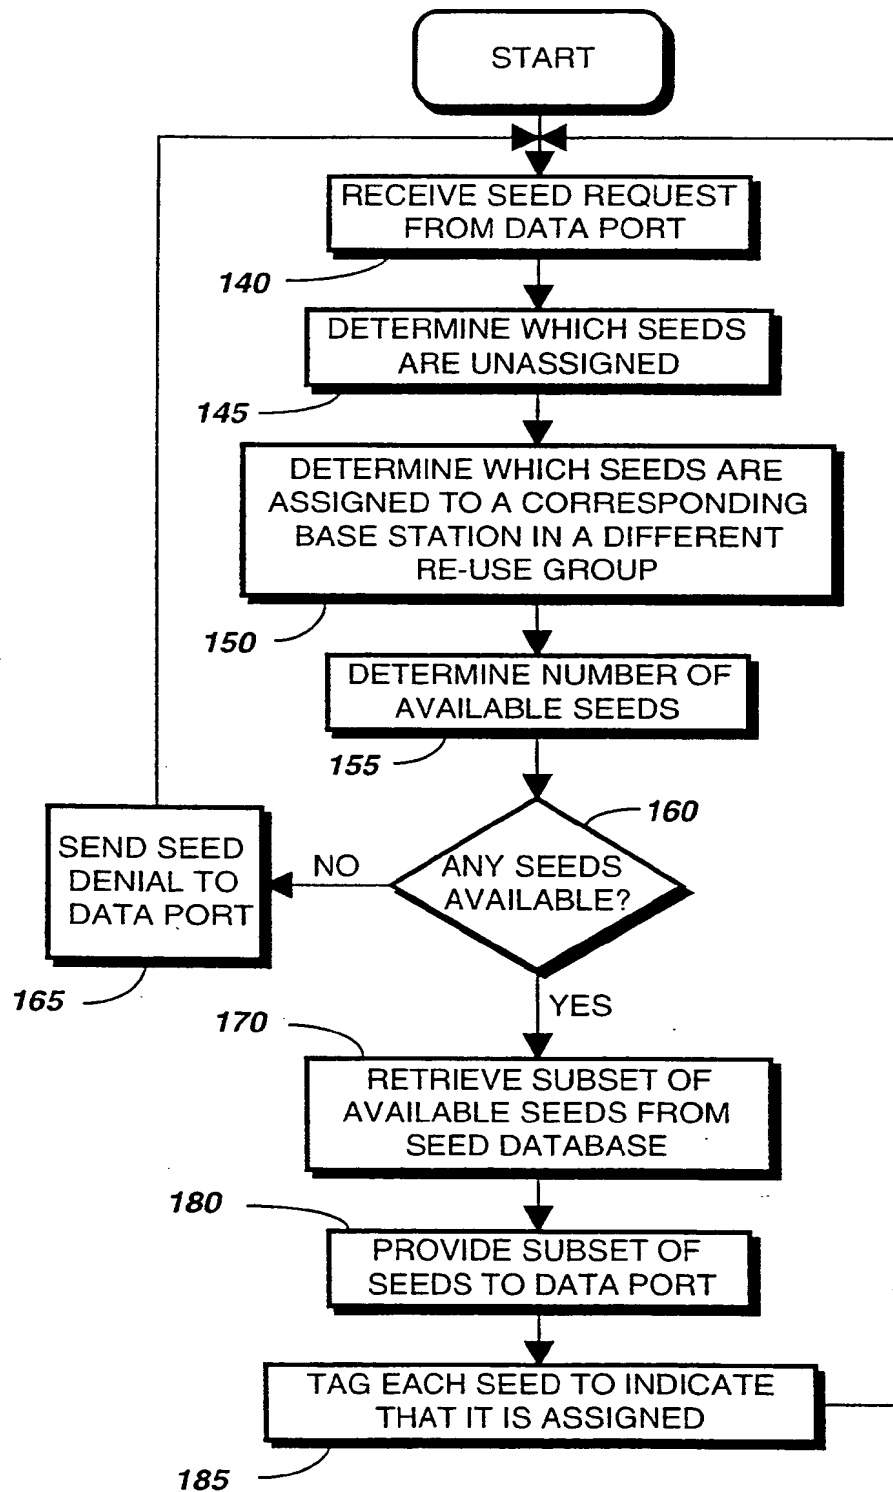 START
RECEIVE SEED REQUEST
FROM DATA PORT
140
DETERMINE WHICH SEEDS
ARE UNASSIGNED
145
DETERMINE WHICH SEEDS ARE
ASSIGNED TO A CORRESPONDING
BASE STATION IN A DIFFERENT
RE-USE GROUP
150
DETERMINE NUMBER OF
AVAILABLE SEEDS
155
160
ANY SEEDS
AVAILABLE?
NO
SEND SEED
DENIAL TO
DATA PORT
165
YES
170
RETRIEVE SUBSET OF
AVAILABLE SEEDS FROM
SEED DATABASE
180
PROVIDE SUBSET OF
SEEDS TO DATA PORT
TAG EACH SEED TO INDICATE
THAT IT IS ASSIGNED
185